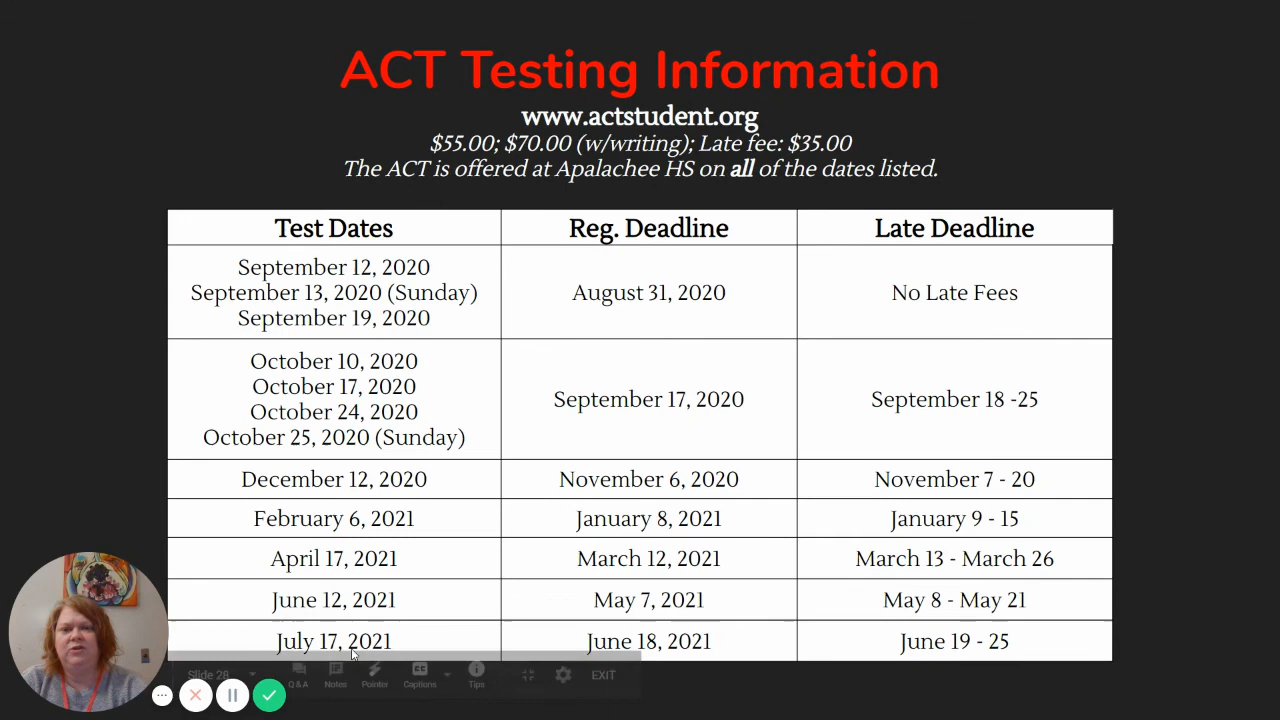 ACT Testing Information
www.actstudent.org
$55.00; $70.00 (w/writing); Late fee: $35.00
The ACT is offered at Apalachee HS on all of the dates listed.
Test Dates Reg. Deadline Late Deadline
September 12, 2020
September 13, 2020 (Sunday)
September 19, 2020
August 31, 2020
No Late Fees
October 10, 2020
October 17, 2020
October 24, 2020
October 25, 2020 (Sunday)
September 17, 2020
September 18 -25
December 12, 2020 November 6, 2020 November 7 - 20
February 6, 2021 January 8, 2021 January 9 - 15
April 17, 2021 March 12, 2021 March 13 - March 26
June 12, 2021 May 7, 2021 May 8 - May 21
July 17, 2021 June 18, 2021 June 19 - 25
Slide 28 Q & A Notes Pointer Captions Tips EXIT